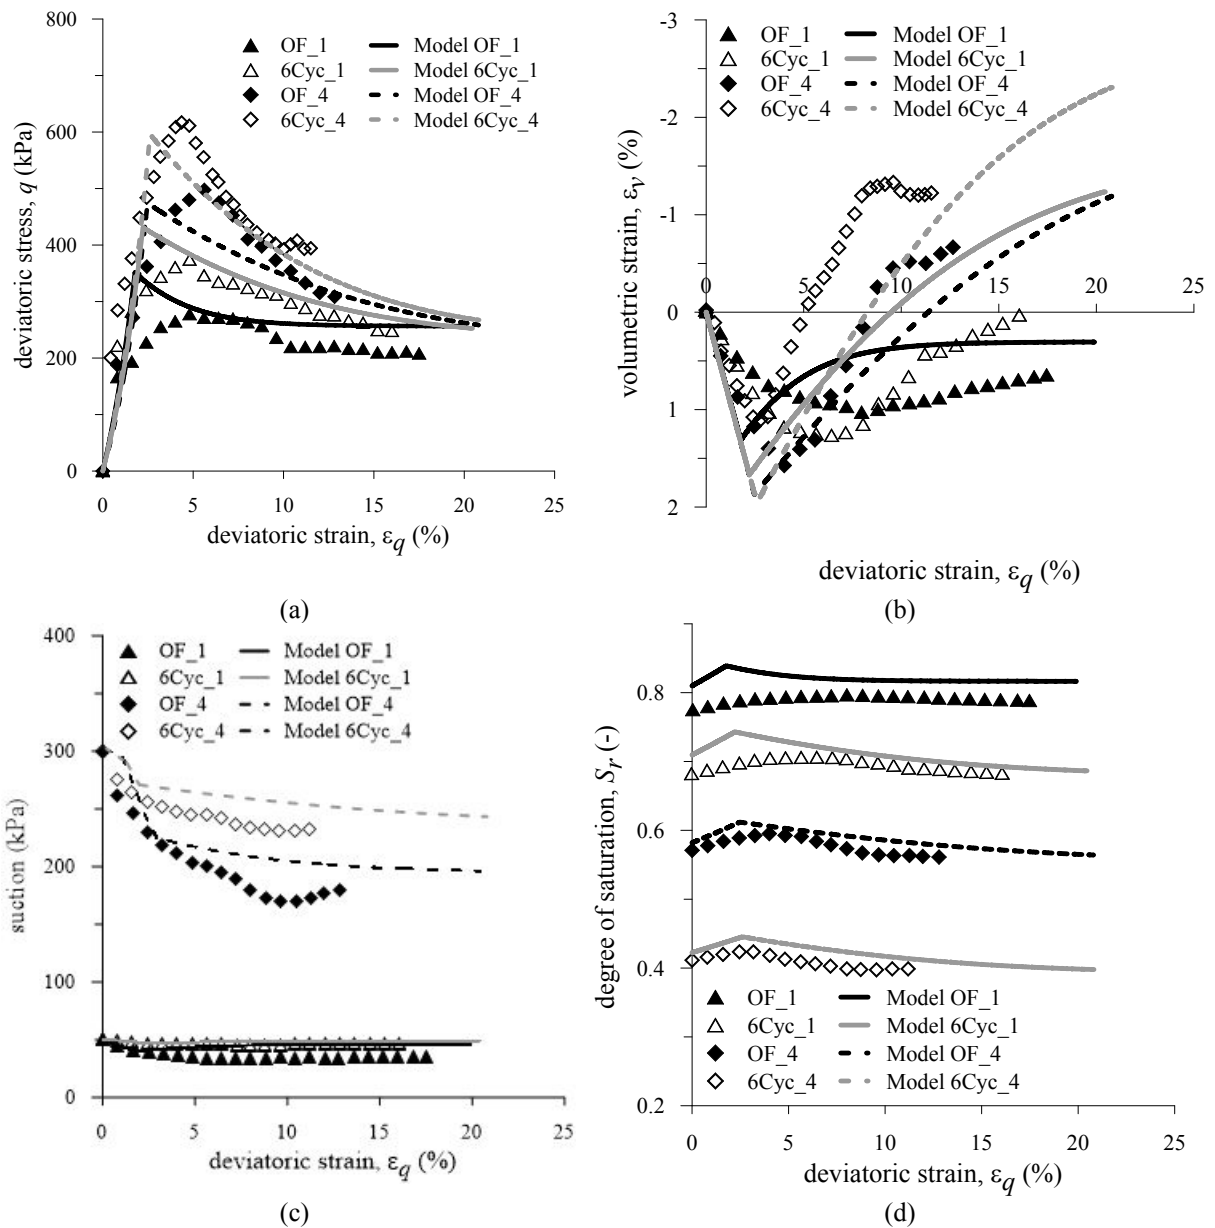 OF_1 Model OF_1
6Cyc_1 Model 6Cyc_1
OF_4 Model OF_4
6Cyc_4 Model 6Cyc_4
800
600
400
200
0
deviatoric stress, q (kPa)
0 5 10 15 20 25
deviatoric strain, εq (%)
(a)
OF_1 Model OF_1
6Cyc_1 Model 6Cyc_1
OF_4 Model OF_4
6Cyc_4 Model 6Cyc_4
-3
-2
-1
0
1
2
volumetric strain, εv (%)
0 5 10 15 20 25
deviatoric strain, εq (%)
(b)
OF_1 Model OF_1
6Cyc_1 Model 6Cyc_1
OF_4 Model OF_4
6Cyc_4 Model 6Cyc_4
400
300
200
100
0
suction (kPa)
0 5 10 15 20 25
deviatoric strain, εq (%)
(c)
0.8
0.6
0.4
0.2
degree of saturation, Sr (-)
OF_1 Model OF_1
6Cyc_1 Model 6Cyc_1
OF_4 Model OF_4
6Cyc_4 Model 6Cyc_4
0 5 10 15 20 25
deviatoric strain, εq (%)
(d)